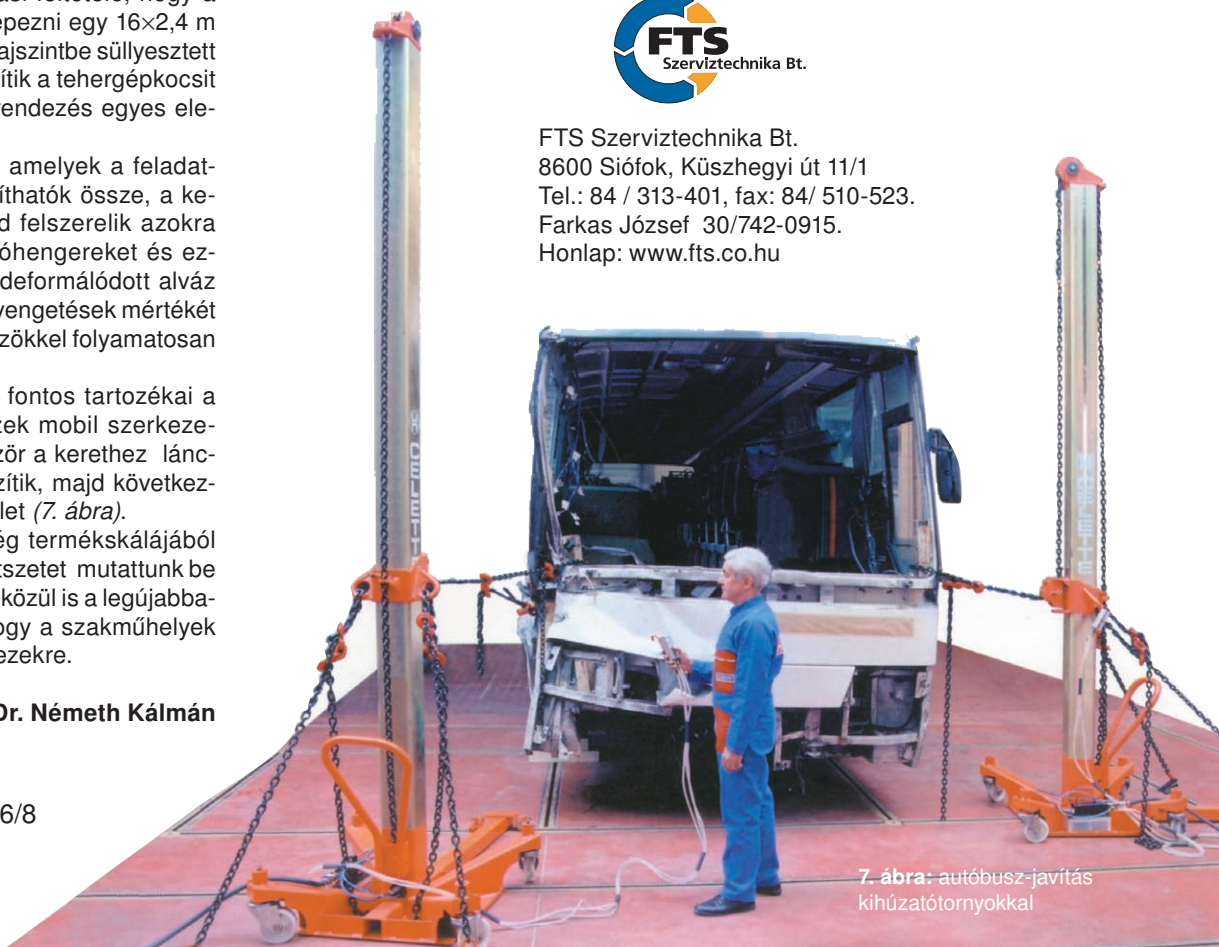 epezni egy 16×2,4 m
ajszintbe süllyesztett
ítik a tehergépkocsit
rendezés egyes ele-
amelyek a feladat-
íthatók össze, a ke-
d felszerelik azokra
óhengereket és ez-
deformálódott alváz
yengetések mértékét
zökkel folyamatosan
fontos tartozékai a
zek mobil szerkeze-
ször a kerethez lánc-
zítik, majd következ-
let (7. ábra).
ég termékskálájából
tszetet mutattunk be
közül is a legújabba-
ogy a szakműhelyek
ezekre.
Dr. Németh Kálmán
6/8
FTS
Szerviztechnika Bt.
FTS Szerviztechnika Bt.
8600 Siófok, Küszhegyi út 11/1
Tel.: 84 / 313-401, fax: 84/ 510-523.
Farkas József 30/742-0915.
Honlap: www.fts.co.hu
CELETTE
CELETTE
7. ábra: autóbusz-javítás
kihúzatótornyokkal